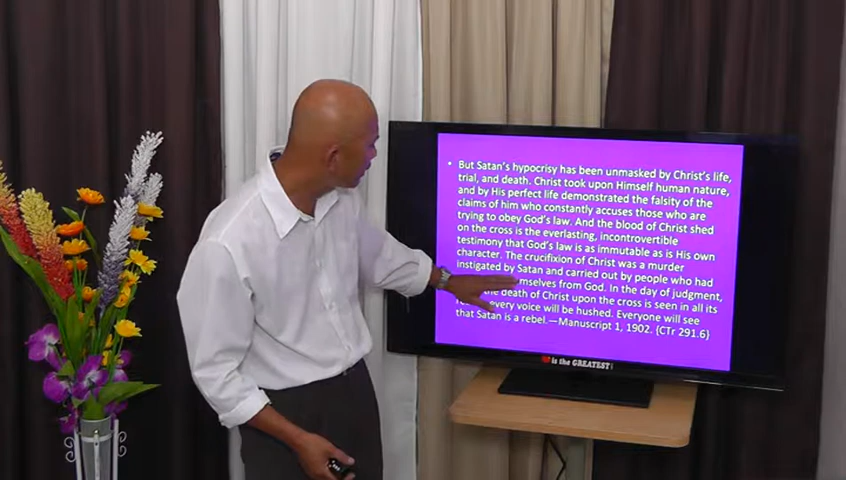 • But Satan's hypocrisy has been unmasked by Christ's life,
trial, and death. Christ took upon Himself human nature,
and by His perfect life demonstrated the falsity of the
claims of him who constantly accuses those who are
trying to obey God's law. And the blood of Christ shed
on the cross is the everlasting, incontrovertible
testimony that God's law is as immutable as is His own
character. The crucifixion of Christ was a murder
instigated by Satan and carried out by people who had
mselves from God. In the day of judgment,
the death of Christ upon the cross is seen in all its
every voice will be hushed. Everyone will see
that Satan is a rebel.—Manuscript 1, 1902. {CTr 291.6}
is the GREATEST!